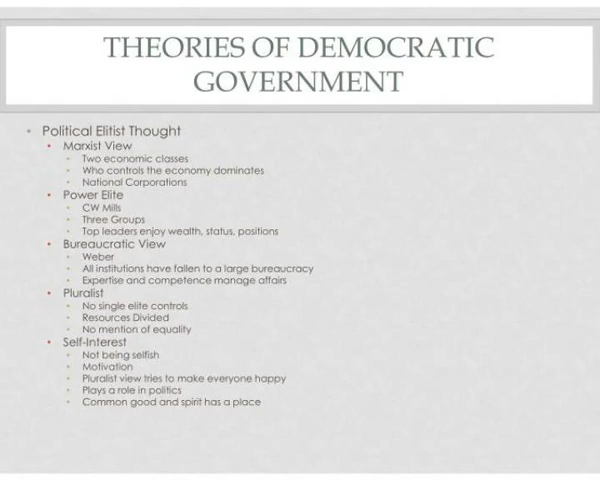 THEORIES OF DEMOCRATIC
GOVERNMENT
• Political Elitist Thought
• Marxist View
• Two economic classes
• Who controls the economy dominates
• National Corporations
• Power Elite
• CW Mills
• Three Groups
• Top leaders enjoy wealth, status, positions
• Bureaucratic View
• Weber
• All institutions have fallen to a large bureaucracy
• Expertise and competence manage affairs
• Pluralist
• No single elite controls
• Resources Divided
• No mention of equality
• Self-Interest
• Not being selfish
• Motivation
• Pluralist view tries to make everyone happy
• Plays a role in politics
• Common good and spirit has a place